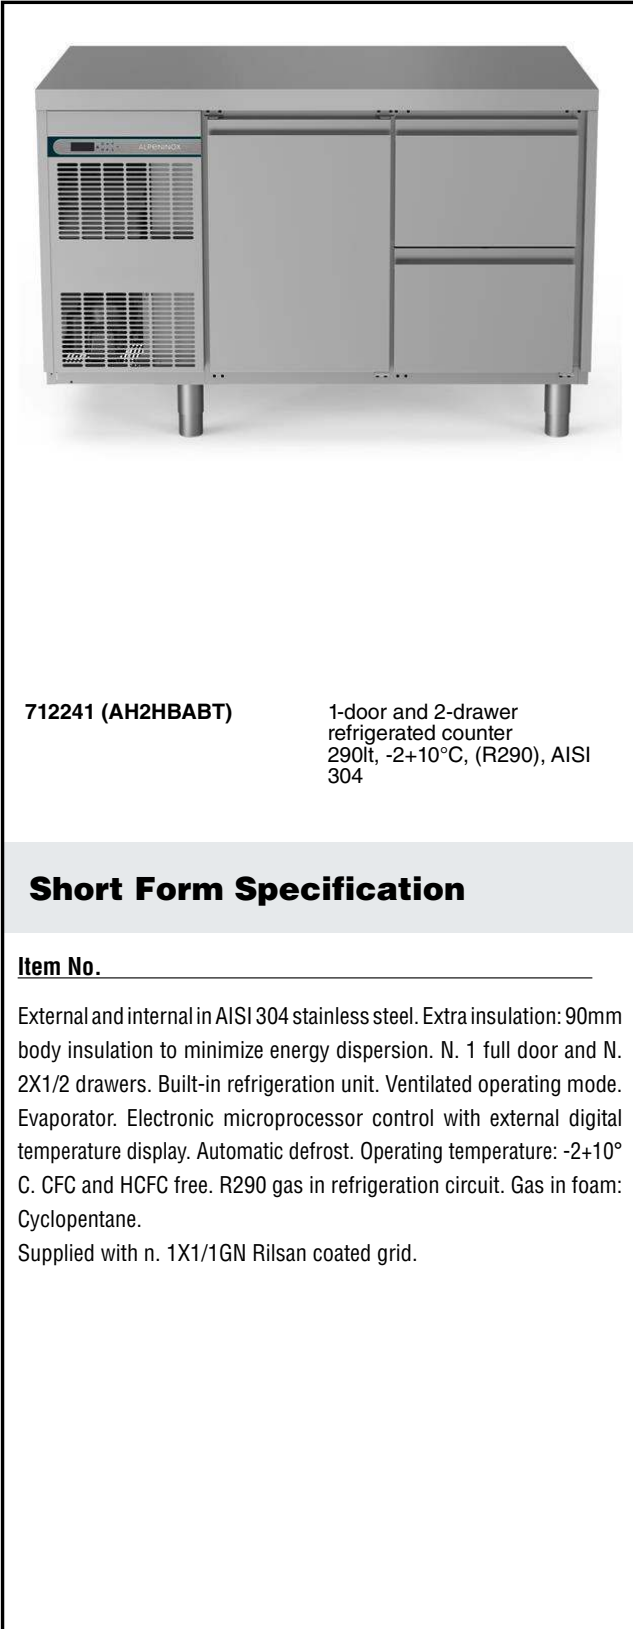 ALPENINOX
712241 (AH2HBABT)
1-door and 2-drawer
refrigerated counter
290lt, -2+10°C, (R290), AISI
304
Short Form Specification
Item No.
External and internal in AISI 304 stainless steel. Extra insulation: 90mm
body insulation to minimize energy dispersion. N. 1 full door and N.
2X1/2 drawers. Built-in refrigeration unit. Ventilated operating mode.
Evaporator. Electronic microprocessor control with external digital
temperature display. Automatic defrost. Operating temperature: -2+10°
C. CFC and HCFC free. R290 gas in refrigeration circuit. Gas in foam:
Cyclopentane.
Supplied with n. 1X1/1GN Rilsan coated grid.